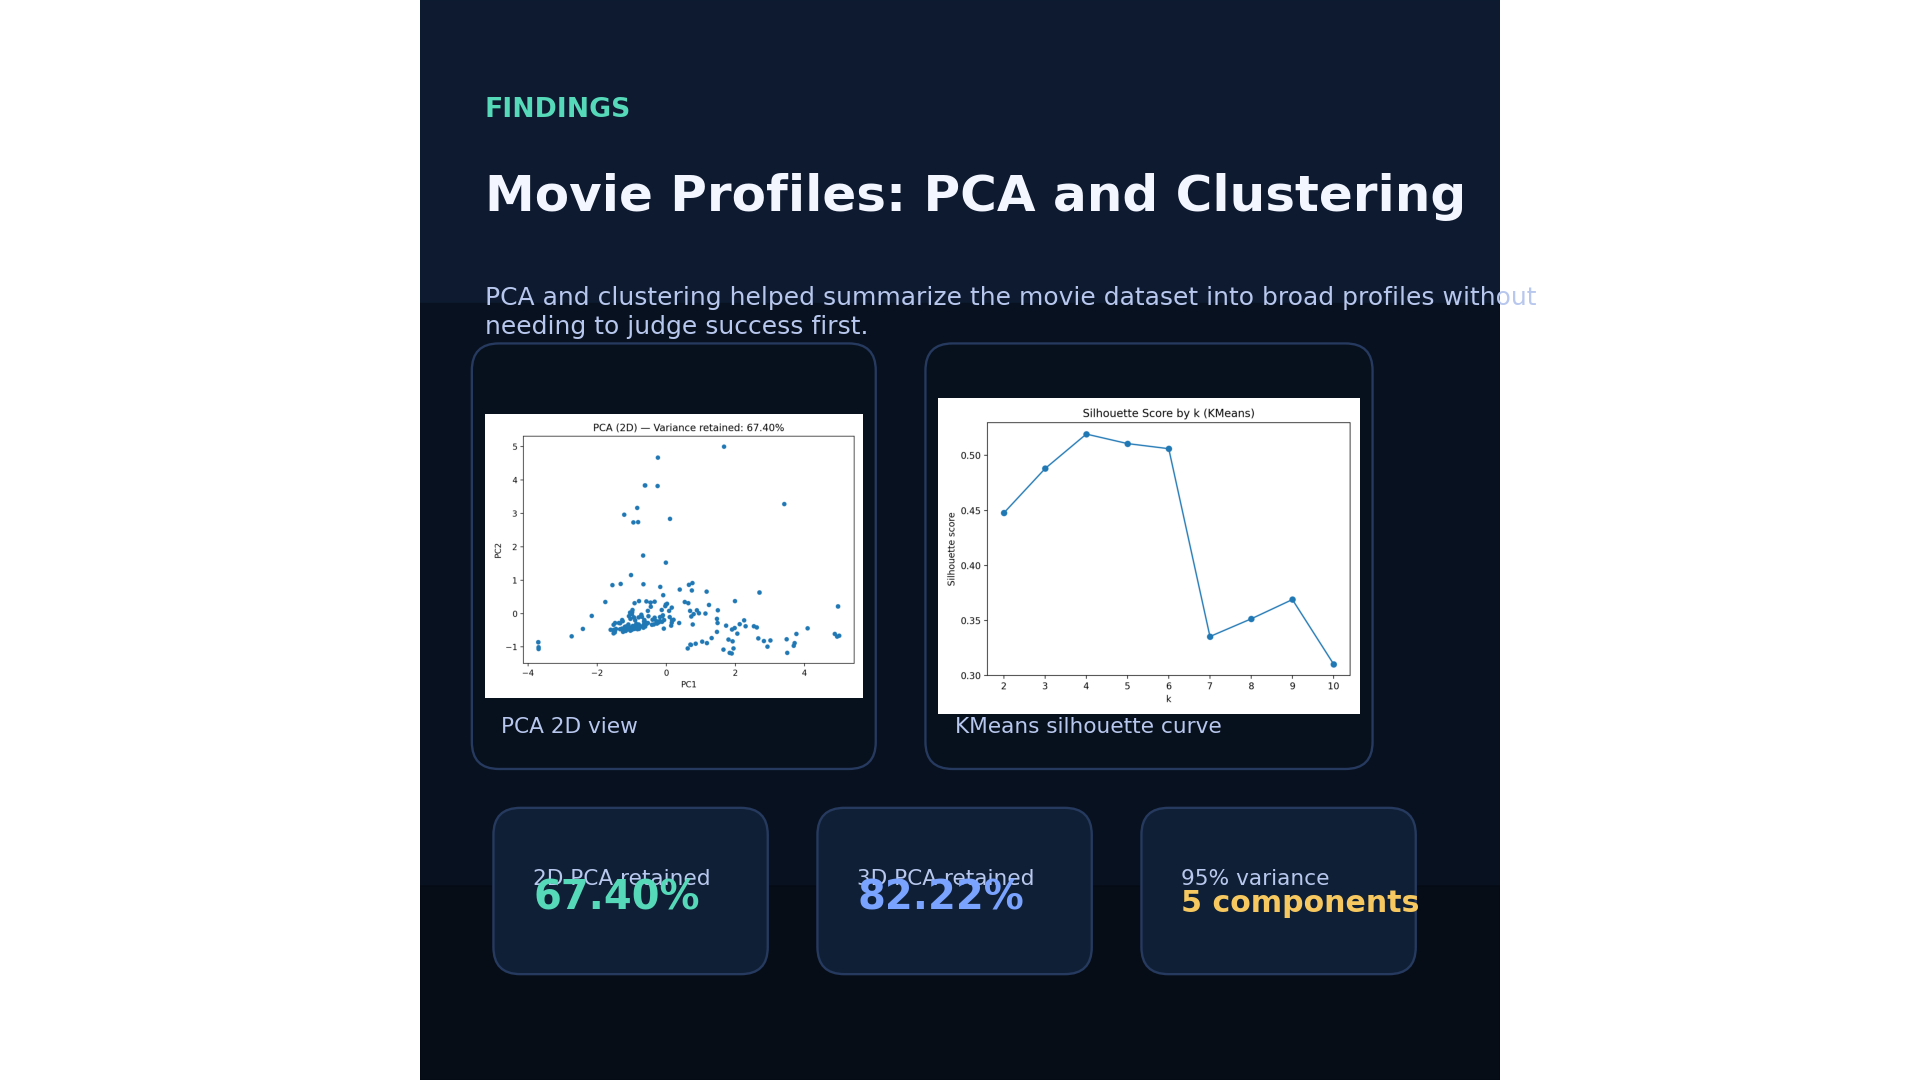 FINDINGS
Movie Profiles: PCA and Clustering
PCA and clustering helped summarize the movie dataset into broad profiles without
needing to judge success first.
PCA (2D) — Variance retained: 67.40%
5
4
3
2
1
0
−1
PC2
−4
−2
0
2
4
PC1
PCA 2D view
Silhouette Score by k (KMeans)
0.50
0.45
0.40
0.35
0.30
Silhouette score
2
3
4
5
6
7
8
9
10
k
KMeans silhouette curve
2D PCA retained
67.40%
3D PCA retained
82.22%
95% variance
5 components